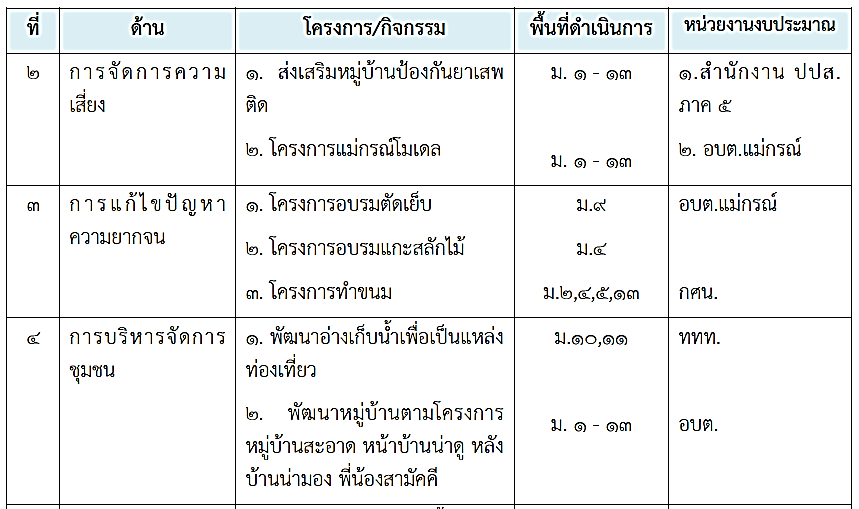 ที่ ด้าน โครงการ/กิจกรรม พื้นที่ดำเนินการ หน่วยงานงบประมาณ
๒ การจัดการความ ๑. ส่งเสริมหมู่บ้านป้องกันยาเสพ ม. ๑ - ๑๓ ๑.สำนักงาน ปปส.
เสี่ยง ติด ภาค ๕
๒. โครงการแม่กรณ์โมเดล ม. ๑ - ๑๓ ๒. อบต.แม่กรณ์
๓ การแก้ไขปัญหา ๑. โครงการอบรมตัดเย็บ ม.๙ อบต.แม่กรณ์
ความยากจน
๒. โครงการอบรมแกะสลักไม้ ม.๔
๓. โครงการทำขนม ม.๒,๔,๕,๑๓ กศน.
๔ การบริหารจัดการ ๑. พัฒนาอ่างเก็บน้ำเพื่อเป็นแหล่ง ม.๑๐,๑๑ ททท.
ชุมชน ท่องเที่ยว
๒. พัฒนาหมู่บ้านตามโครงการ ม. ๑ - ๑๓ อบต.
หมู่บ้านสะอาด หน้าบ้านน่าดู หลัง
บ้านน่ามอง พี่น้องสามัคคี